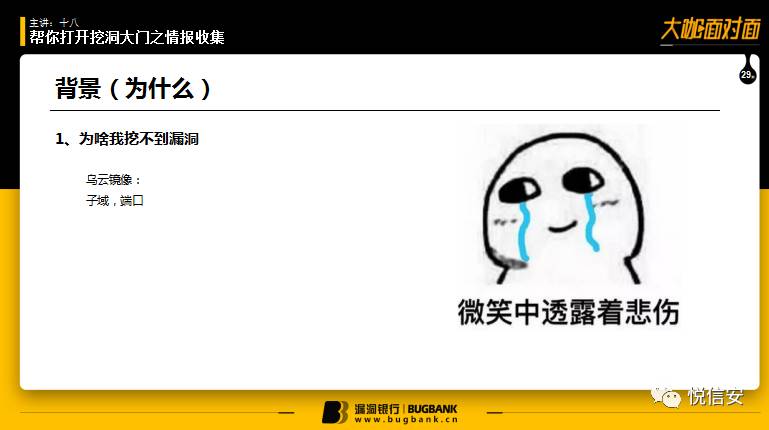 主讲：十八
帮你打开挖洞大门之情报收集
大咖面对面
29期
背景（为什么）
1、为啥我挖不到漏洞
乌云镜像：
子域，端口
微笑中透露着悲伤
悦信安
漏洞银行 | BUGBANK
www.bugbank.cn